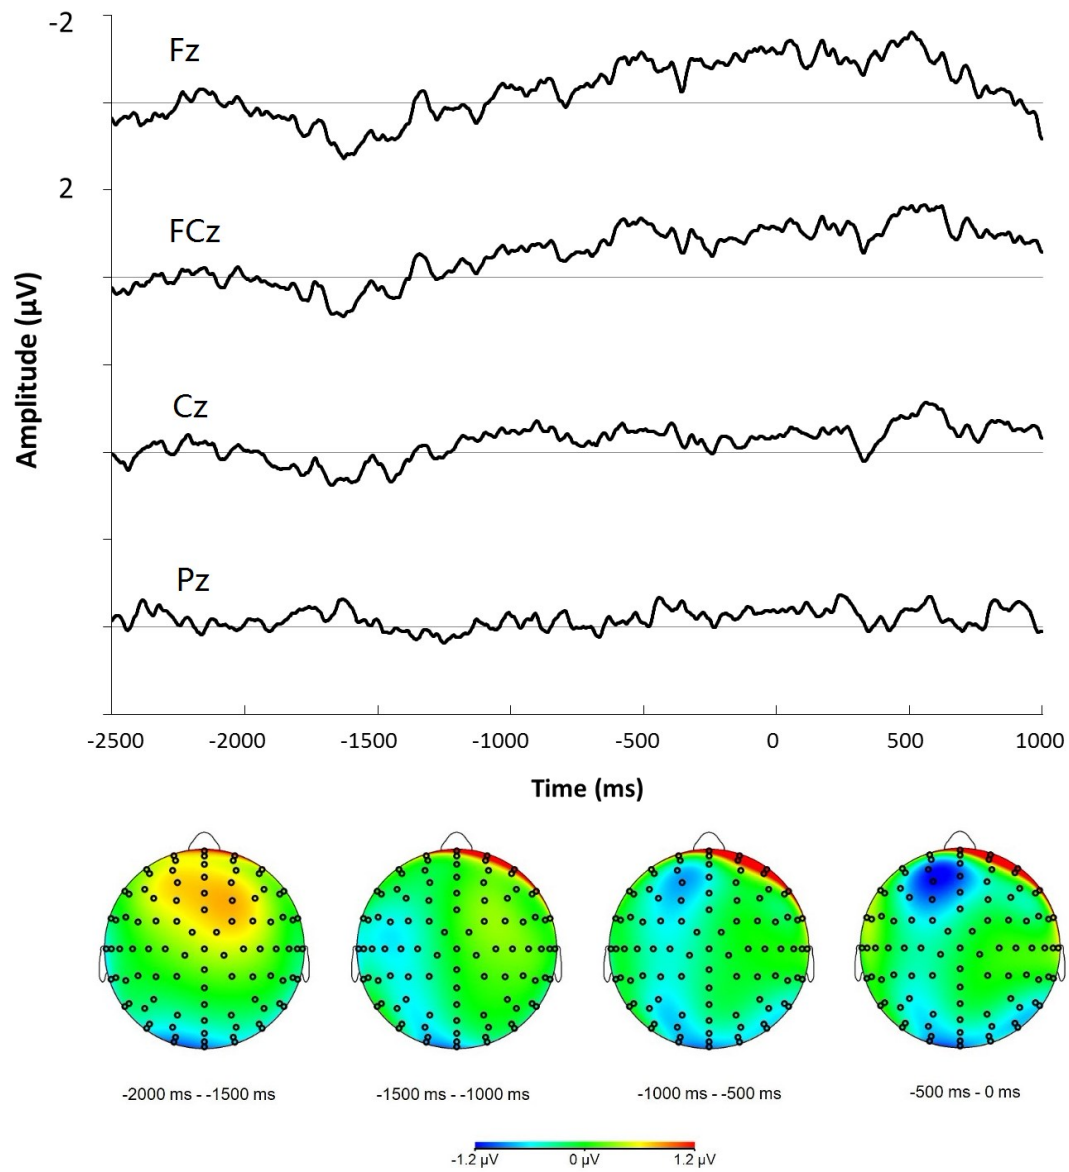 -2
Fz
2
FCz
Amplitude (µV)
Cz
Pz
-2500 -2000 -1500 -1000 -500 0 500 1000
Time (ms)
-2000 ms - -1500 ms -1500 ms - -1000 ms -1000 ms - -500 ms -500 ms - 0 ms
-1.2 µV 0 µV 1.2 µV